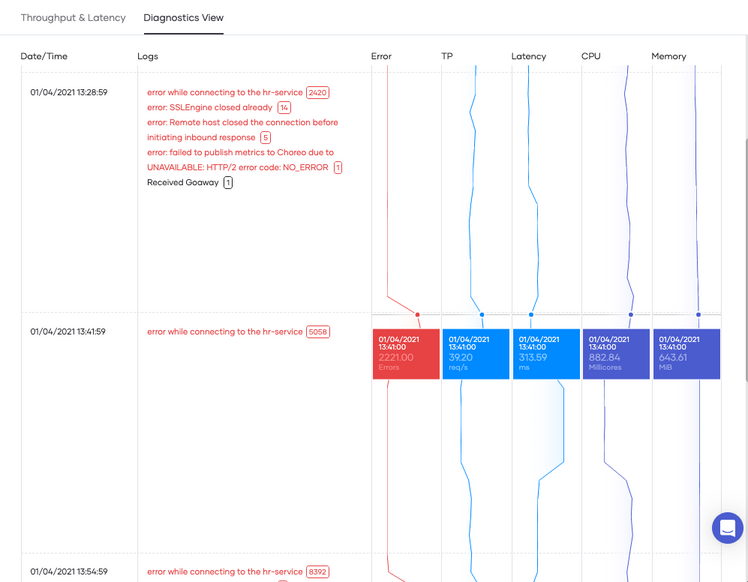 Throughput & Latency Diagnostics View
Date/Time Logs Error TP Latency CPU Memory
01/04/2021 13:28:59 error while connecting to the hr-service 2420
error: SSLEngine closed already 14
error: Remote host closed the connection before
initiating inbound response 5
error: failed to publish metrics to Choreo due to
UNAVAILABLE: HTTP/2 error code: NO_ERROR 1
Received Goaway 1
01/04/2021 13:41:59 error while connecting to the hr-service 5058
01/04/2021
13:41:00
2221.00
Errors
01/04/2021
13:41:00
39.20
req/s
01/04/2021
13:41:00
313.59
ms
01/04/2021
13:41:00
882.84
Millicores
01/04/2021
13:41:00
643.61
MiB
01/04/2021 13:54:59 error while connecting to the hr-service 8392